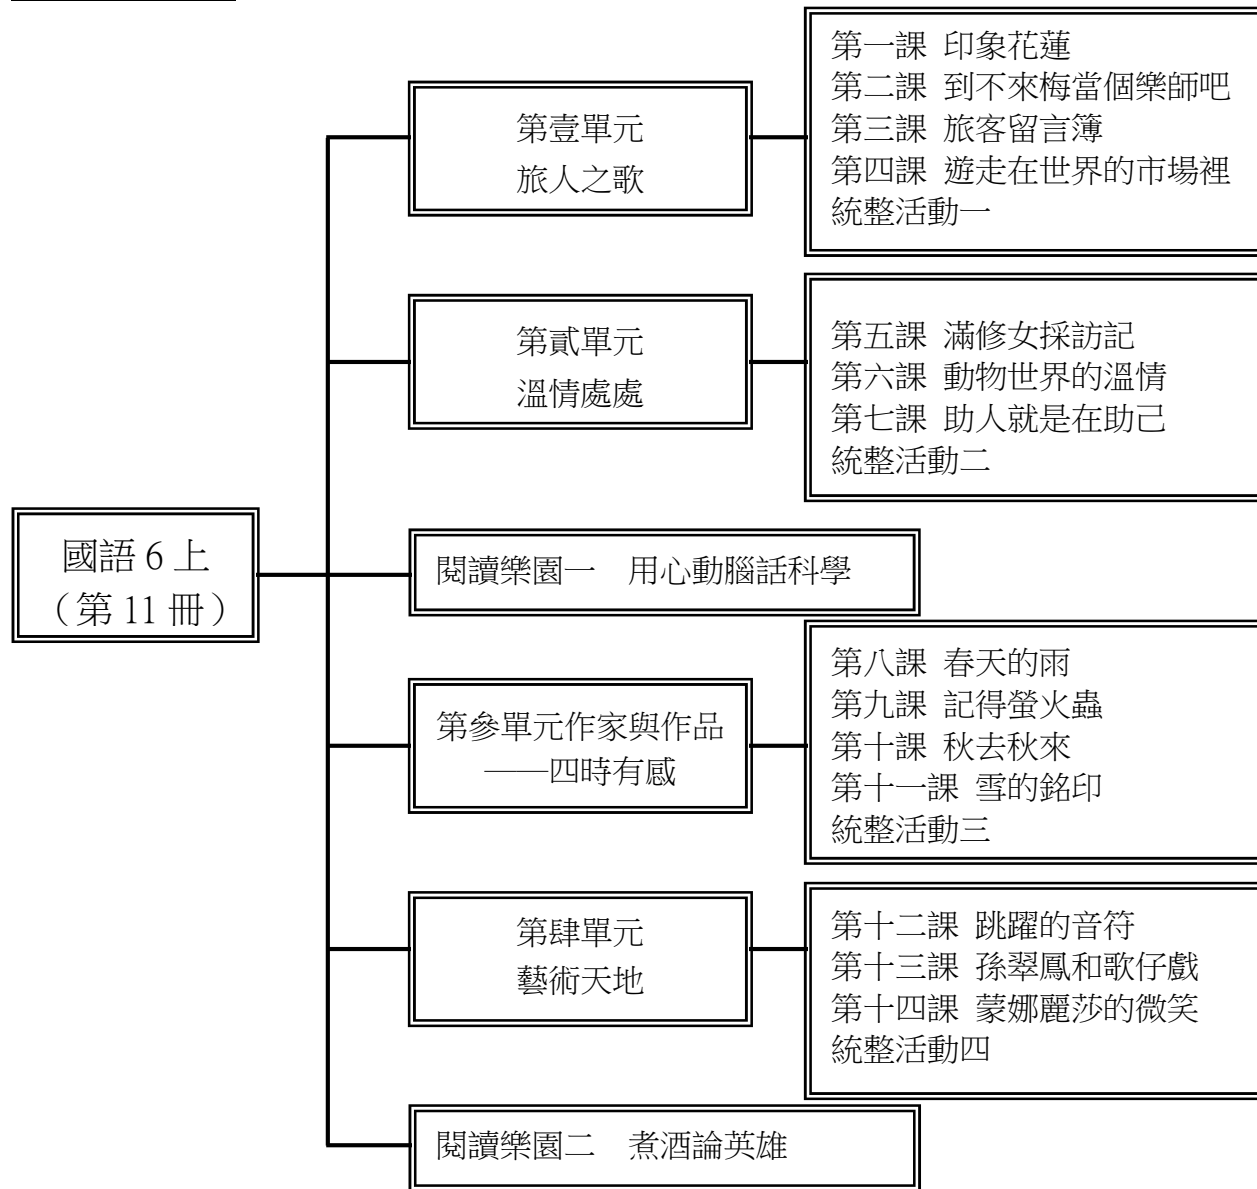 國語 6 上
（第 11 冊）
第壹單元
旅人之歌
第一課 印象花蓮
第二課 到不來梅當個樂師吧
第三課 旅客留言簿
第四課 遊走在世界的市場裡
統整活動一
第貳單元
溫情處處
第五課 滿修女採訪記
第六課 動物世界的溫情
第七課 助人就是在助己
統整活動二
閱讀樂園一　用心動腦話科學
第參單元作家與作品
──四時有感
第八課 春天的雨
第九課 記得螢火蟲
第十課 秋去秋來
第十一課 雪的銘印
統整活動三
第肆單元
藝術天地
第十二課 跳躍的音符
第十三課 孫翠鳳和歌仔戲
第十四課 蒙娜麗莎的微笑
統整活動四
閱讀樂園二　煮酒論英雄